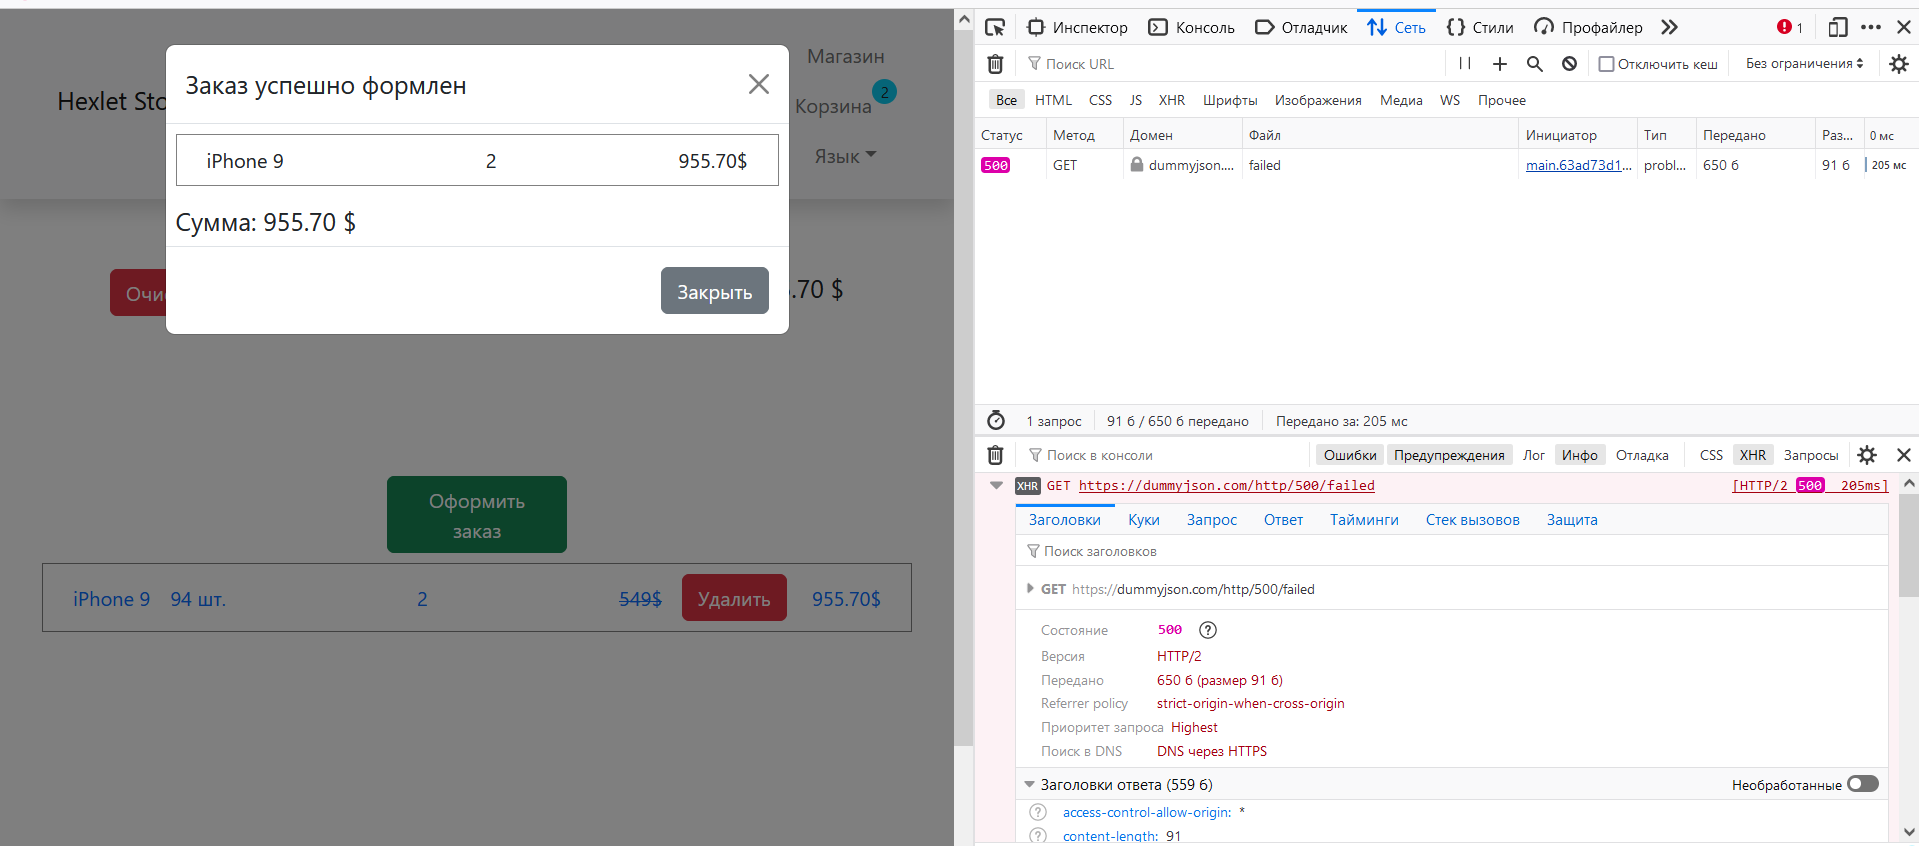 Заказ успешно формлен
iPhone 9 2 955.70$
Сумма: 955.70 $
Закрыть
Hexlet Sto
Магазин
Корзина 2
Язык
Очи
.70 $
Оформить
заказ
iPhone 9 94 шт. 2 549$ Удалить 955.70$
Инспектор Консоль Отладчик Сеть Стили Профайлер 1
Поиск URL Отключить кеш Без ограничения
Все HTML CSS JS XHR Шрифты Изображения Медиа WS Прочее
Статус Метод Домен Файл Инициатор Тип Передано Раз... 0 мс
500 GET dummyjson.... failed main.63ad73d1... probl... 650 б 91 б 205 мс
1 запрос 91 б / 650 б передано Передано за: 205 мс
Поиск в консоли Ошибки Предупреждения Лог Инфо Отладка CSS XHR Запросы
XHR GET https://dummyjson.com/http/500/failed [HTTP/2 500 205ms]
Заголовки Куки Запрос Ответ Тайминги Стек вызовов Защита
Поиск заголовков
GET https://dummyjson.com/http/500/failed
Состояние 500
Версия HTTP/2
Передано 650 б (размер 91 б)
Referrer policy strict-origin-when-cross-origin
Приоритет запроса Highest
Поиск в DNS DNS через HTTPS
Заголовки ответа (559 б) Необработанные
access-control-allow-origin: *
content-length: 91